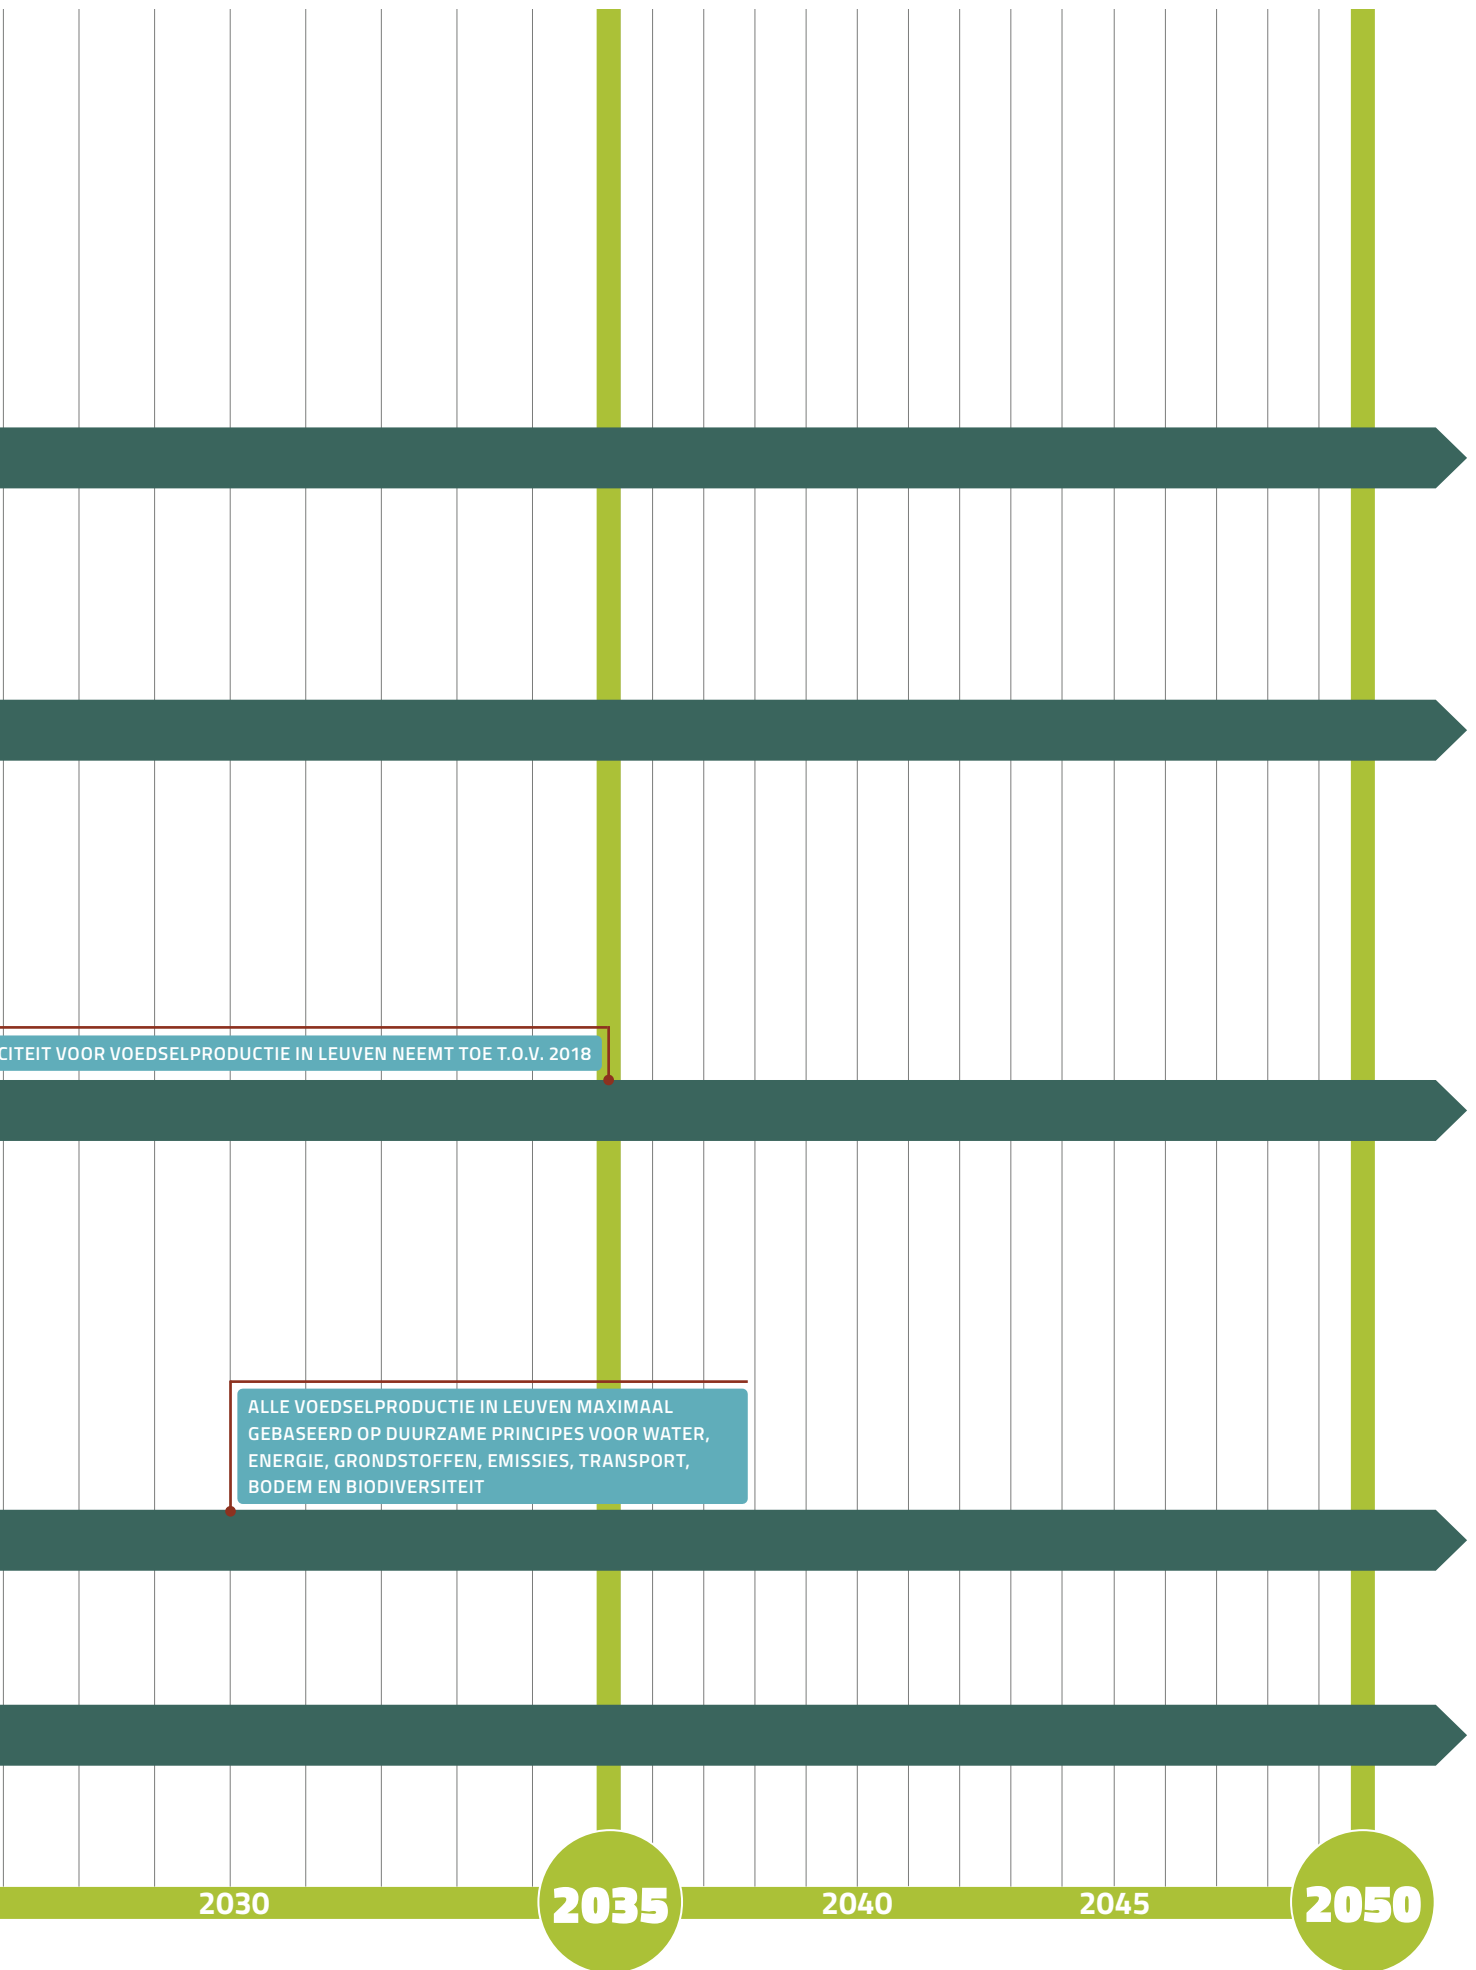 CITEIT VOOR VOEDSELPRODUCTIE IN LEUVEN NEEMT TOE T.O.V. 2018
ALLE VOEDSELPRODUCTIE IN LEUVEN MAXIMAAL
GEBASEERD OP DUURZAME PRINCIPES VOOR WATER,
ENERGIE, GRONDSTOFFEN, EMISSIES, TRANSPORT,
BODEM EN BIODIVERSITEIT
2030 2035 2040 2045 2050